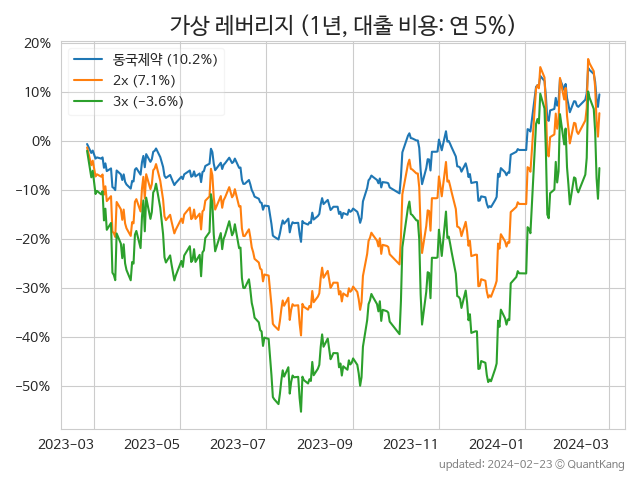 가상 레버리지 (1년, 대출 비용: 연 5%)
20%
10%
0%
−10%
−20%
−30%
−40%
−50%
동국제약 (10.2%)
2x (7.1%)
3x (−3.6%)
2023-03 2023-05 2023-07 2023-09 2023-11 2024-01 2024-03
updated: 2024-02-23 ⓒ QuantKang